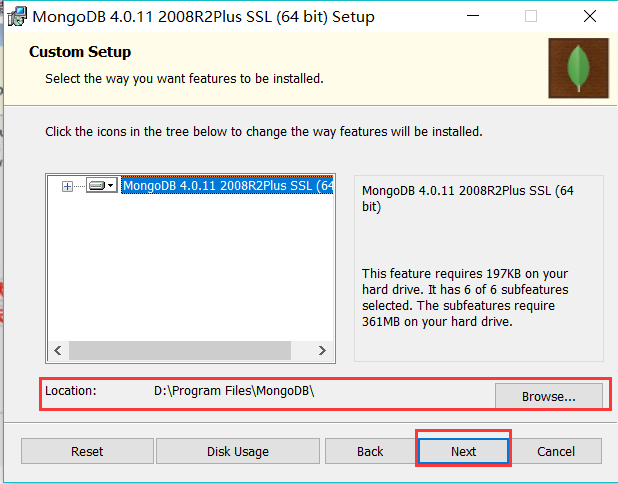 MongoDB 4.0.11 2008R2Plus SSL (64 bit) Setup
Custom Setup
Select the way you want features to be installed.
Click the icons in the tree below to change the way features will be installed.
MongoDB 4.0.11 2008R2Plus SSL (64
MongoDB 4.0.11 2008R2Plus SSL (64
bit)
This feature requires 197KB on your
hard drive. It has 6 of 6 subfeatures
selected. The subfeatures require
361MB on your hard drive.
Location: D:\Program Files\MongoDB\
Browse...
Reset Disk Usage Back Next Cancel